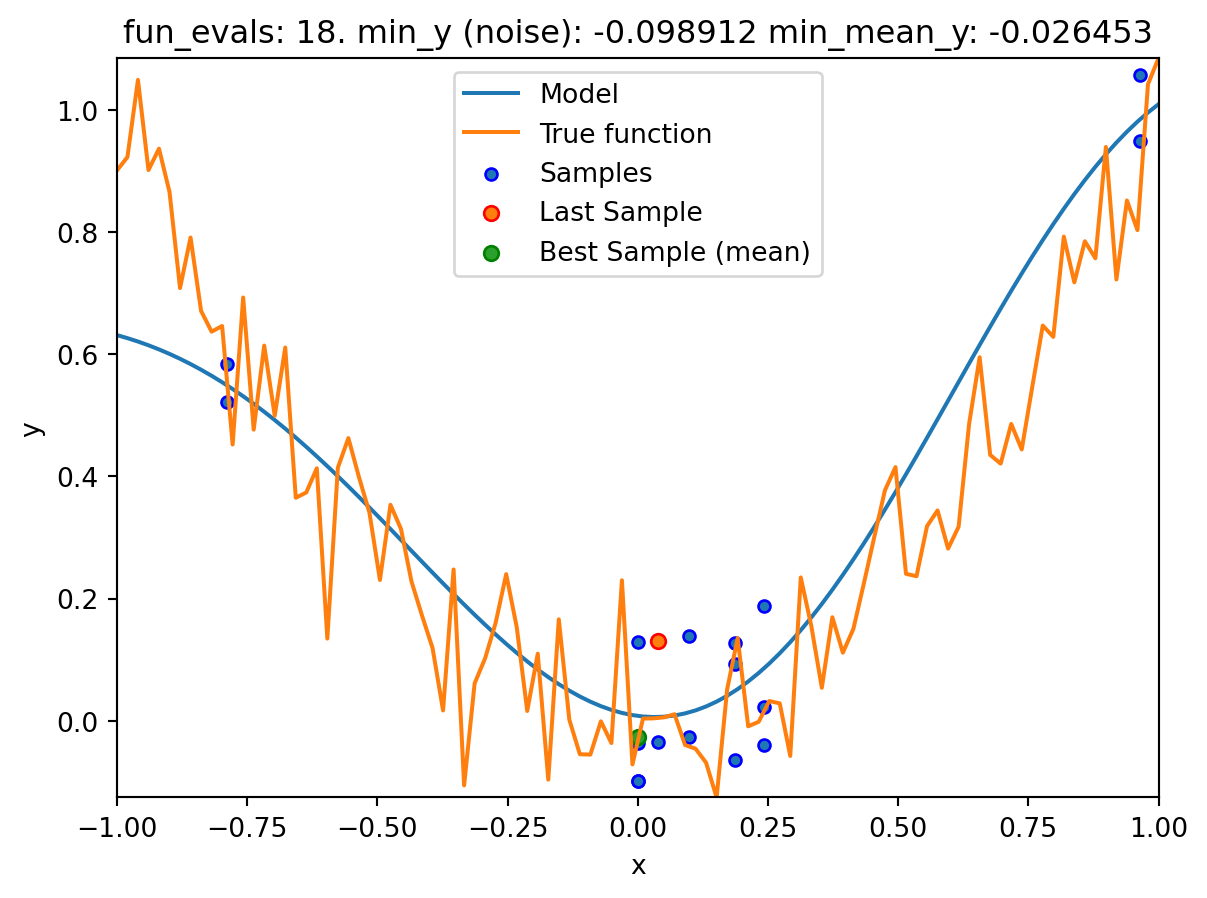 fun_evals: 18. min_y (noise): -0.098912 min_mean_y: -0.026453
Model
True function
Samples
Last Sample
Best Sample (mean)
1.0
0.8
0.6
0.4
0.2
0.0
y
−1.00 −0.75 −0.50 −0.25 0.00 0.25 0.50 0.75 1.00
x